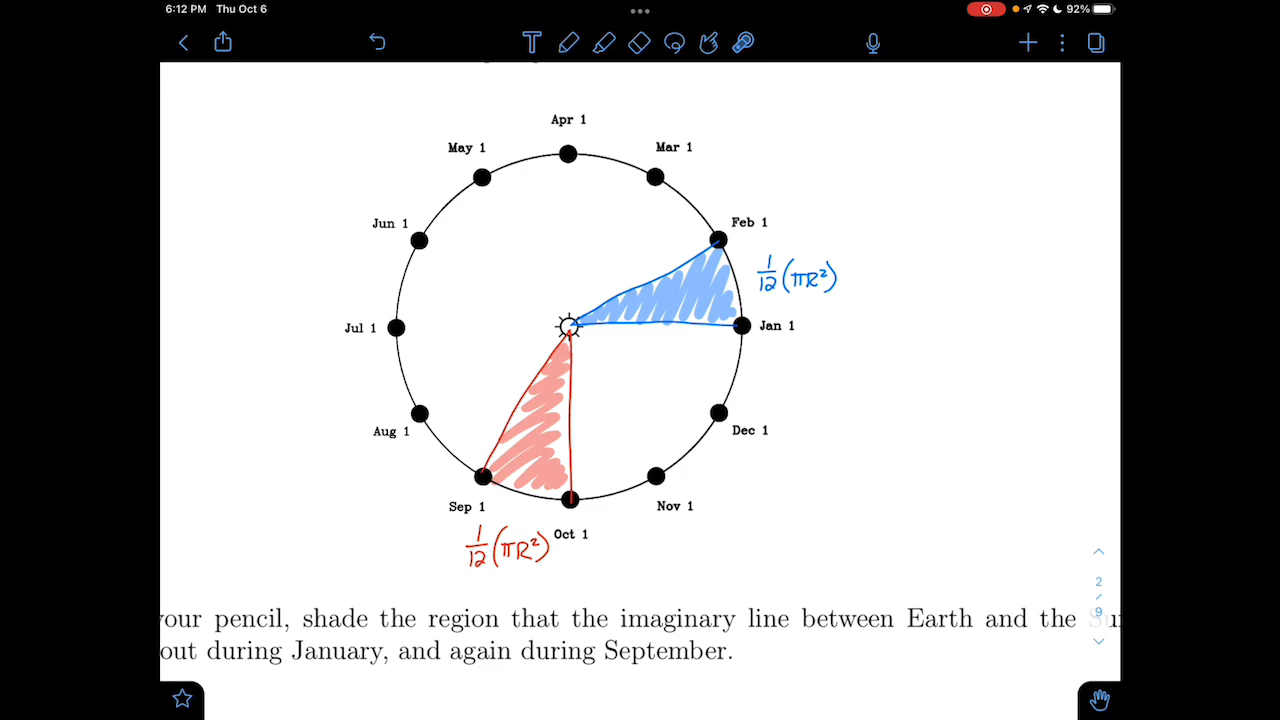 6:12 PM Thu Oct 6
92%
Apr 1
May 1
Mar 1
Jun 1
Feb 1
1/12 (πR²)
Jul 1
Jan 1
Aug 1
Dec 1
Sep 1
Nov 1
Oct 1
1/12 (πR²)
2
/
9
your pencil, shade the region that the imaginary line between Earth and the Sun
out during January, and again during September.